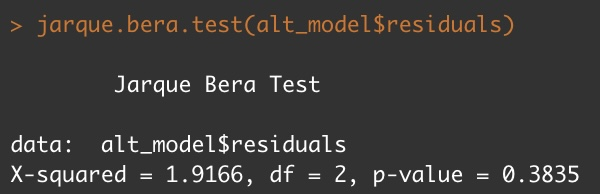 > jarque.bera.test(alt_model$residuals)
Jarque Bera Test
data: alt_model$residuals
X-squared = 1.9166, df = 2, p-value = 0.3835